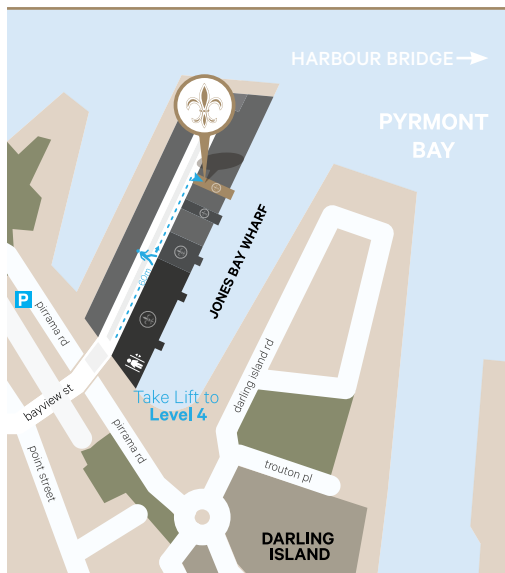 HARBOUR BRIDGE
PYRMONT
BAY
JONES BAY WHARF
60m
P
pirrama rd
bayview st
Take Lift to
Level 4
darling island rd
pirrama rd
point street
trouton pl
DARLING
ISLAND